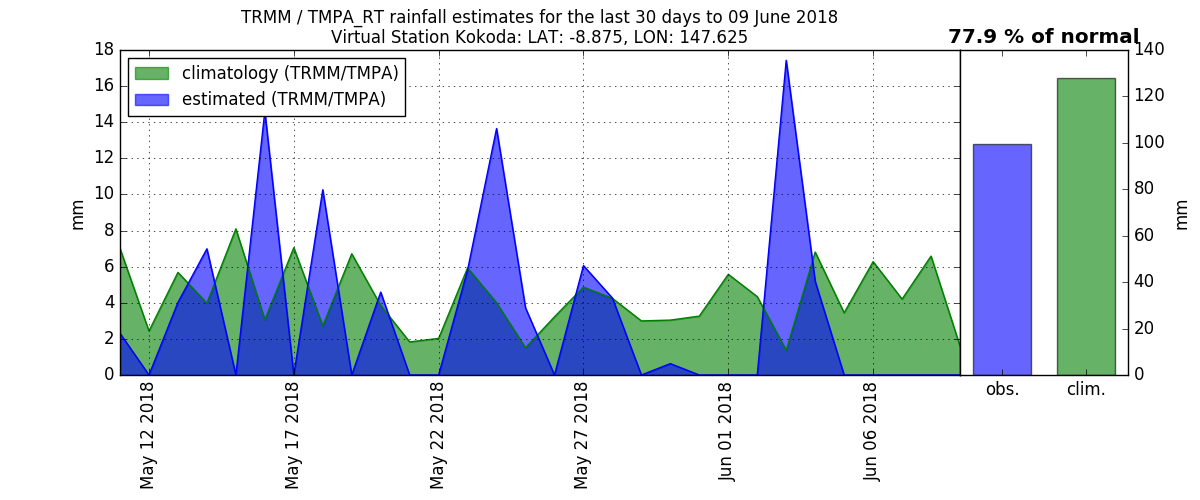 TRMM / TMPA_RT rainfall estimates for the last 30 days to 09 June 2018
Virtual Station Kokoda: LAT: -8.875, LON: 147.625
77.9 % of normal
climatology (TRMM/TMPA)
estimated (TRMM/TMPA)
18
16
14
12
10
8
6
4
2
0
mm
May 12 2018
May 17 2018
May 22 2018
May 27 2018
Jun 01 2018
Jun 06 2018
140
120
100
80
60
40
20
0
mm
obs.
clim.